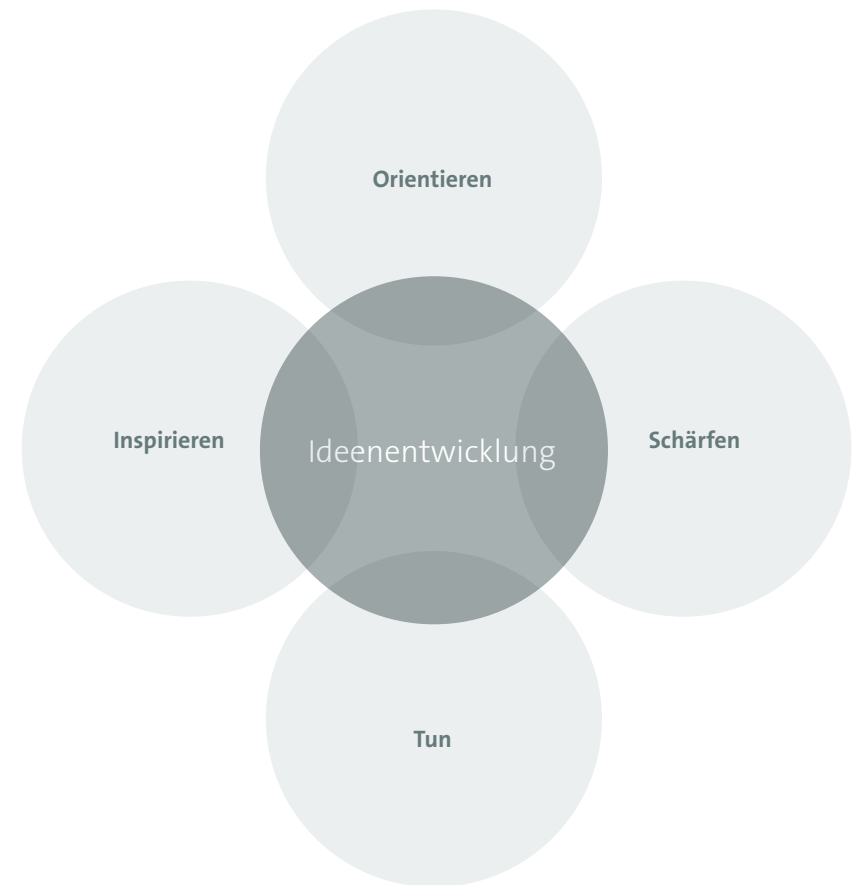 Orientieren
Inspirieren
Ideenentwicklung
Schärfen
Tun